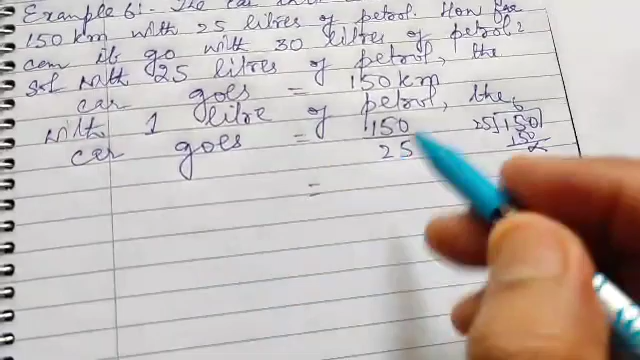 Example 6:- The car
150 km with 25 litres of petrol. How far
can it go with 30 litres of petrol?
Sol with 25 litres of petrol, the
car goes = 150 km
with 1 litre of petrol, the
car goes = 150
25
=
6
25)150
150
x